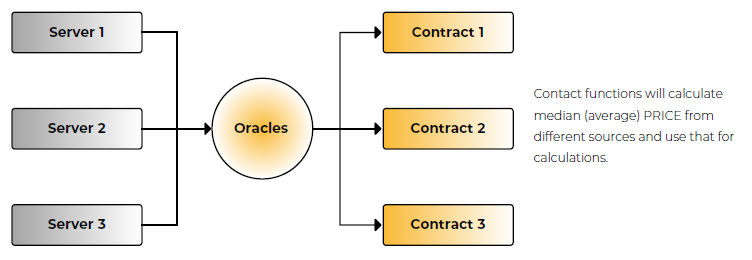 Server 1
Contract 1
Contact functions will calculate
median (average) PRICE from
different sources and use that for
calculations.
Server 2
Oracles
Contract 2
Server 3
Contract 3